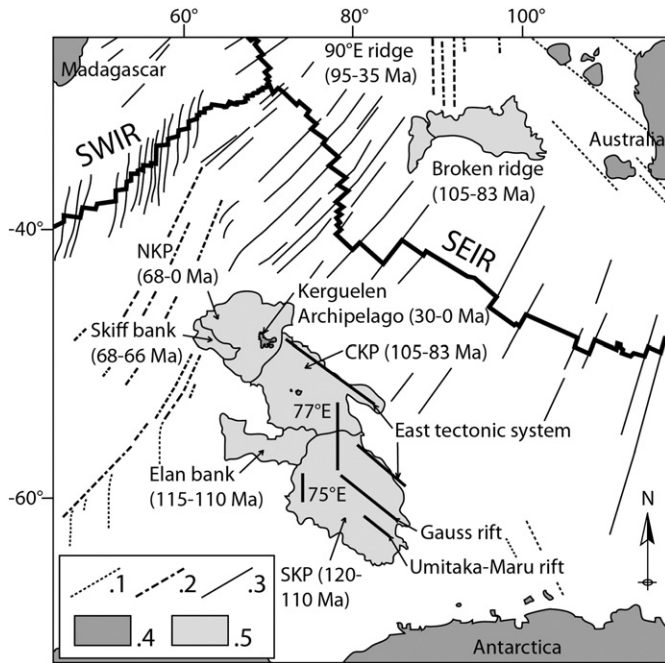 60°
80°
100°
Madagascar
90°E ridge
(95-35 Ma)
SWIR
Australia
Broken ridge
(105-83 Ma)
-40°
SEIR
NKP
(68-0 Ma)
Kerguelen
Archipelago (30-0 Ma)
Skiff bank
(68-66 Ma)
CKP (105-83 Ma)
77°E
East tectonic system
Elan bank
(115-110 Ma)
75°E
-60°
N
Gauss rift
Umitaka-Maru rift
SKP (120-
110 Ma)
.1
.2
.3
.4
.5
Antarctica